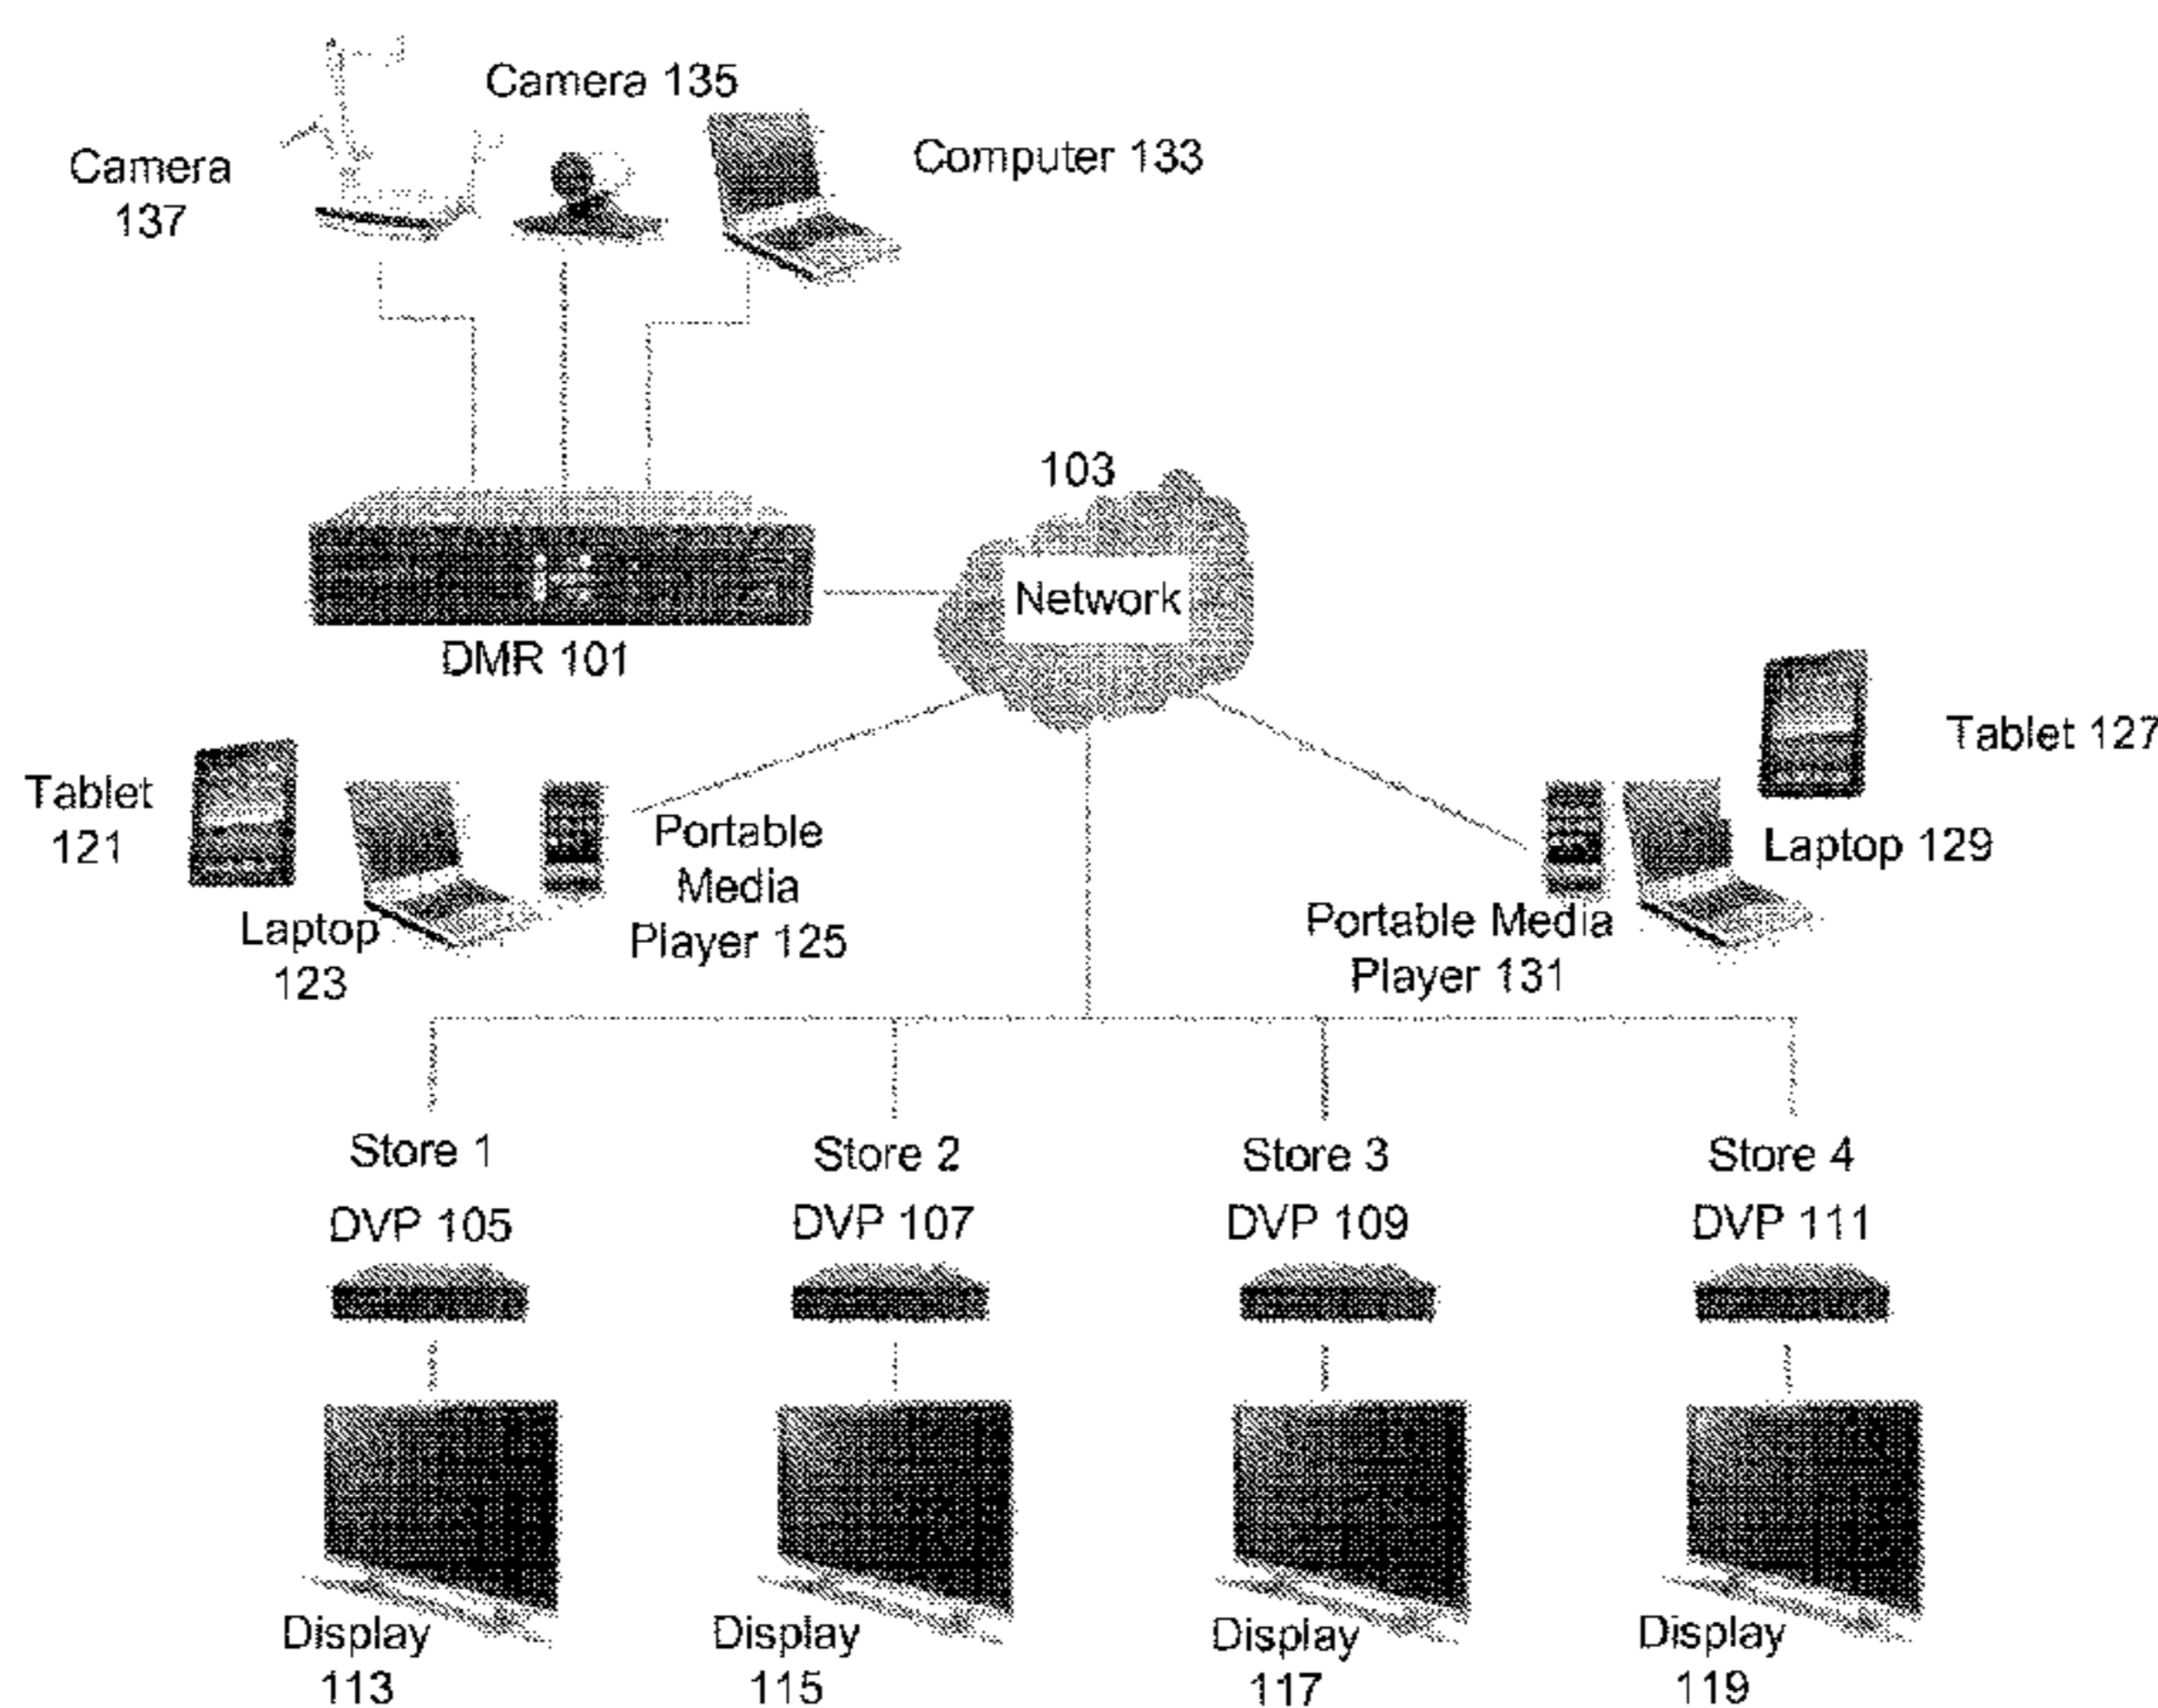 Camera 135
Camera
137
Computer 133
103
Network
DMR 101
Tablet
121
Laptop
123
Portable
Media
Player 125
Tablet 127
Laptop 129
Portable Media
Player 131
Store 1
Store 2
Store 3
Store 4
DVP 105
DVP 107
DVP 109
DVP 111
Display
113
Display
115
Display
117
Display
119